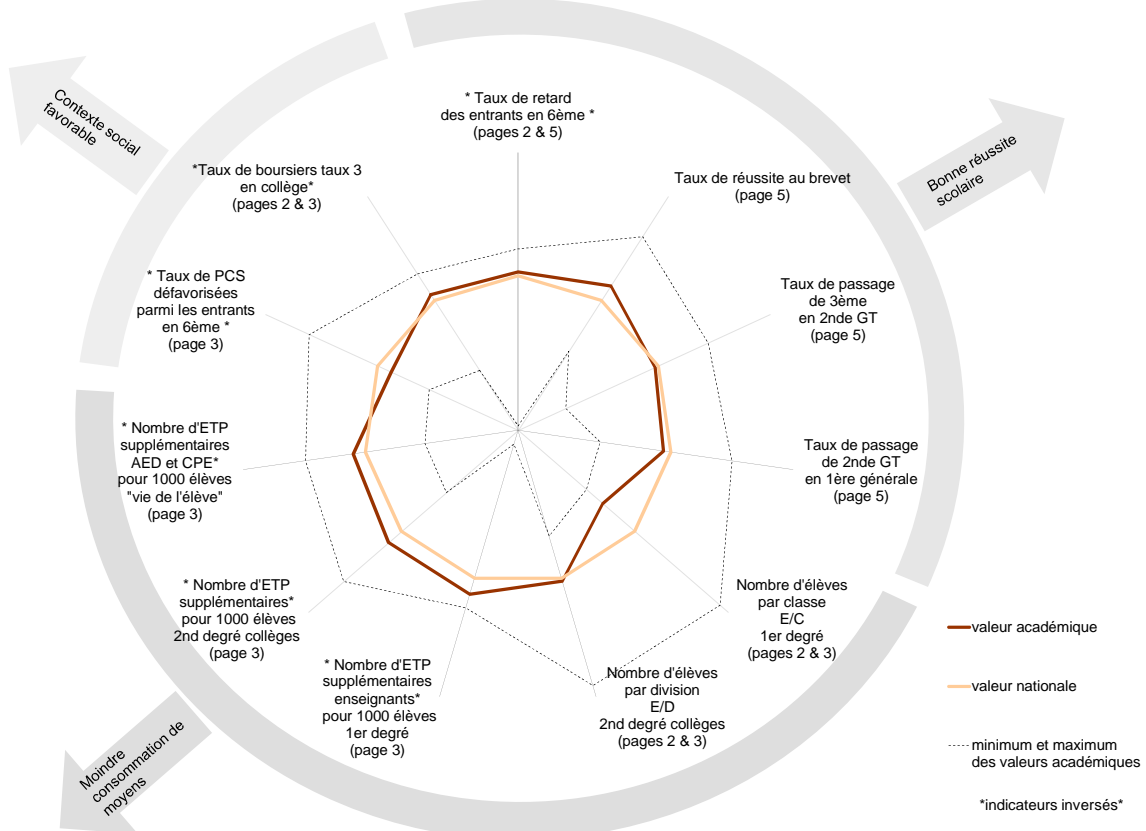 * Taux de retard
des entrants en 6ème *
(pages 2 & 5)
Contexte social
favorable
Bonne réussite
scolaire
*Taux de boursiers taux 3
en collège*
(pages 2 & 3)
Taux de réussite au brevet
(page 5)
* Taux de PCS
défavorisées
parmi les entrants
en 6ème *
(page 3)
Taux de passage
de 3ème
en 2nde GT
(page 5)
* Nombre d'ETP
supplémentaires
AED et CPE*
pour 1000 élèves
"vie de l'élève"
(page 3)
Taux de passage
de 2nde GT
en 1ère générale
(page 5)
* Nombre d'ETP
supplémentaires*
pour 1000 élèves
2nd degré collèges
(page 3)
Nombre d'élèves
par classe
E/C
1er degré
(pages 2 & 3)
* Nombre d'ETP
supplémentaires
enseignants*
pour 1000 élèves
1er degré
(page 3)
Nombre d'élèves
par division
E/D
2nd degré collèges
(pages 2 & 3)
Moindre
consommation de
moyens
valeur académique
valeur nationale
minimum et maximum
des valeurs académiques
*indicateurs inversés*